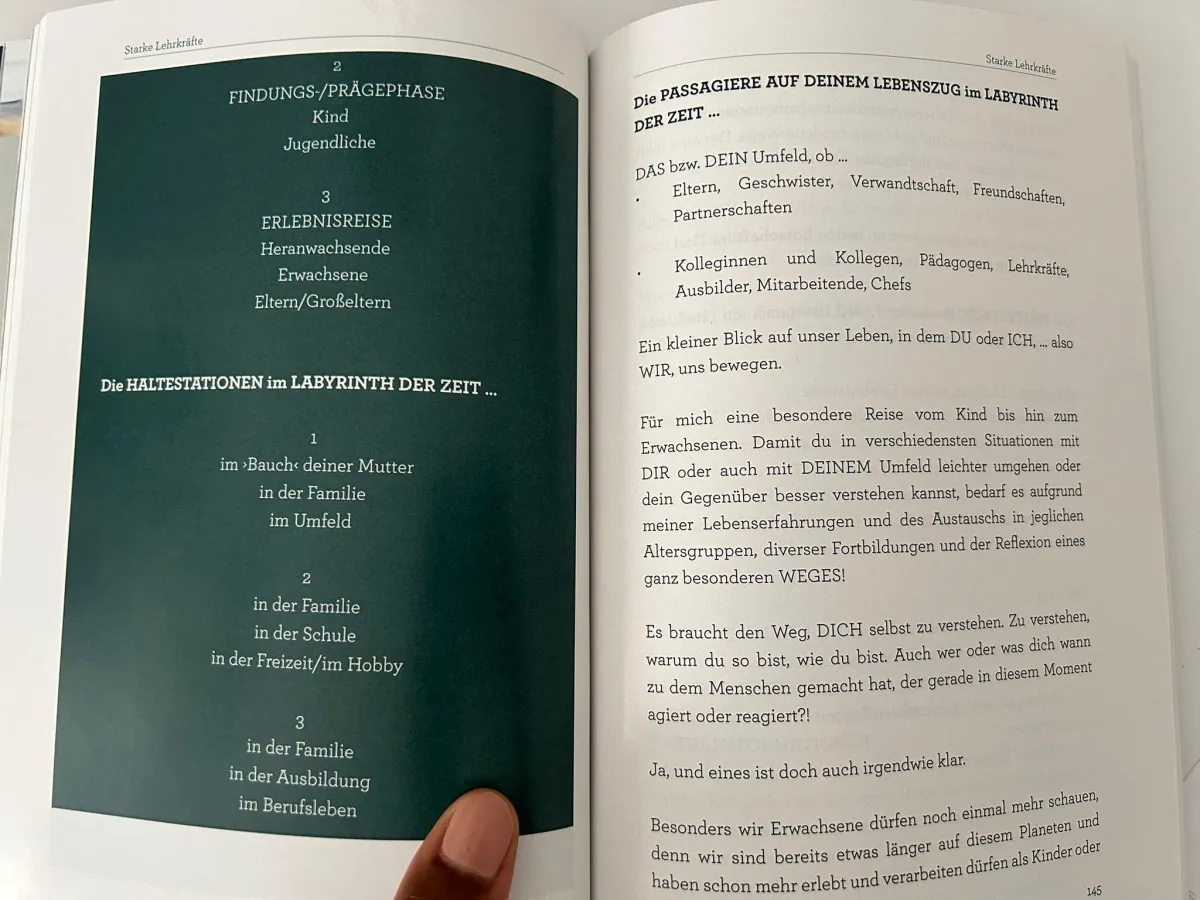 Starke Lehrkräfte
2
FINDUNGS-/PRÄGEPHASE
Kind
Jugendliche
3
ERLEBNISREISE
Heranwachsende
Erwachsene
Eltern/Großeltern
Die HALTESTATIONEN im LABYRINTH DER ZEIT ...
1
im ›Bauch‹ deiner Mutter
in der Familie
im Umfeld
2
in der Familie
in der Schule
in der Freizeit/im Hobby
3
in der Familie
in der Ausbildung
im Berufsleben
Starke Lehrkräfte
Die PASSAGIERE AUF DEINEM LEBENSZUG im LABYRINTH
DER ZEIT ...
DAS bzw. DEIN Umfeld, ob ...
• Eltern, Geschwister, Verwandtschaft, Freundschaften,
Partnerschaften
• Kolleginnen und Kollegen, Pädagogen, Lehrkräfte,
Ausbilder, Mitarbeitende, Chefs
Ein kleiner Blick auf unser Leben, in dem DU oder ICH, ... also
WIR, uns bewegen.
Für mich eine besondere Reise vom Kind bis hin zum
Erwachsenen. Damit du in verschiedensten Situationen mit
DIR oder auch mit DEINEM Umfeld leichter umgehen oder
dein Gegenüber besser verstehen kannst, bedarf es aufgrund
meiner Lebenserfahrungen und des Austauschs in jeglichen
Altersgruppen, diverser Fortbildungen und der Reflexion eines
ganz besonderen WEGES!
Es braucht den Weg, DICH selbst zu verstehen. Zu verstehen,
warum du so bist, wie du bist. Auch wer oder was dich wann
zu dem Menschen gemacht hat, der gerade in diesem Moment
agiert oder reagiert?!
Ja, und eines ist doch auch irgendwie klar.
Besonders wir Erwachsene dürfen noch einmal mehr schauen,
denn wir sind bereits etwas länger auf diesem Planeten und
haben schon mehr erlebt und verarbeiten dürfen als Kinder oder
145